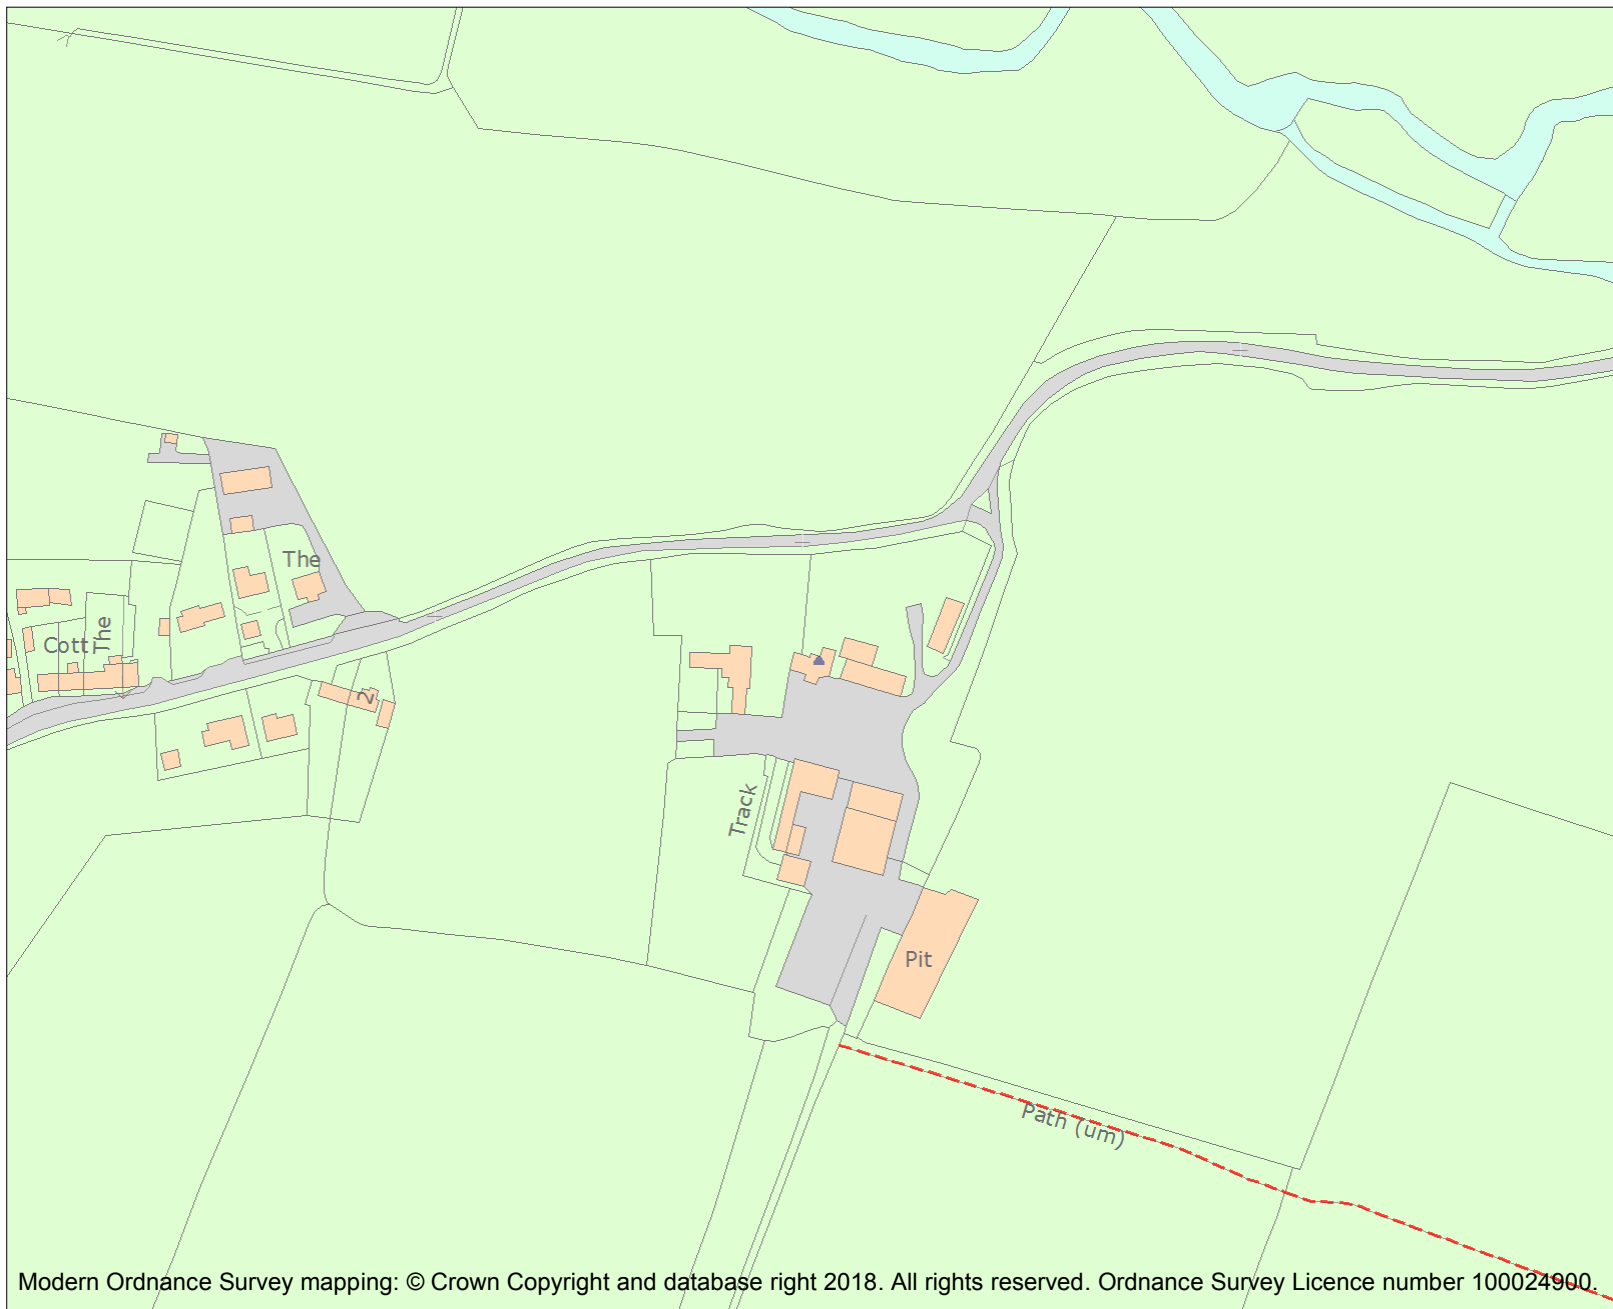 The
The
Cott
2
Track
Pit
Path (um)
Modern Ordnance Survey mapping: © Crown Copyright and database right 2018. All rights reserved. Ordnance Survey Licence number 100024900.